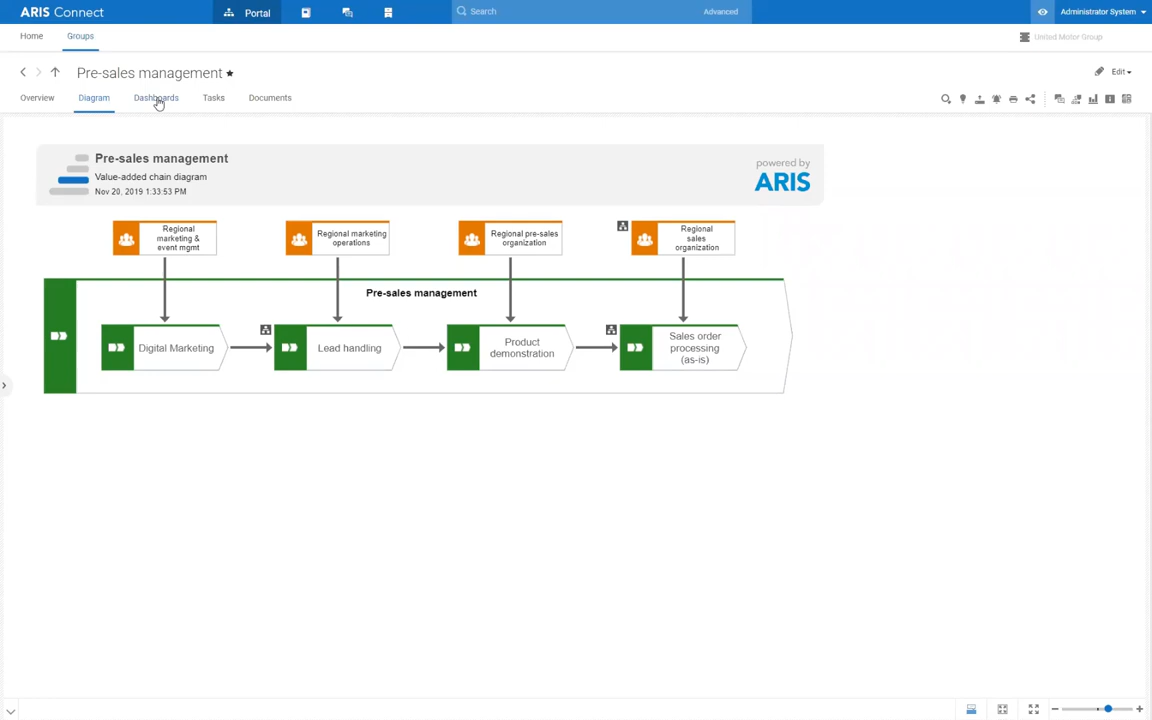 ARIS Connect
Portal
Search
Advanced
Administrator System
Home
Groups
United Motor Group
Pre-sales management
Edit
Overview
Diagram
Dashboards
Tasks
Documents
Pre-sales management
Value-added chain diagram
Nov 20, 2019 1:33:53 PM
powered by
ARIS
Regional
marketing &
event mgmt
Regional marketing
operations
Regional pre-sales
organization
Regional
sales
organization
Pre-sales management
Digital Marketing
Lead handling
Product
demonstration
Sales order
processing
(as-is)